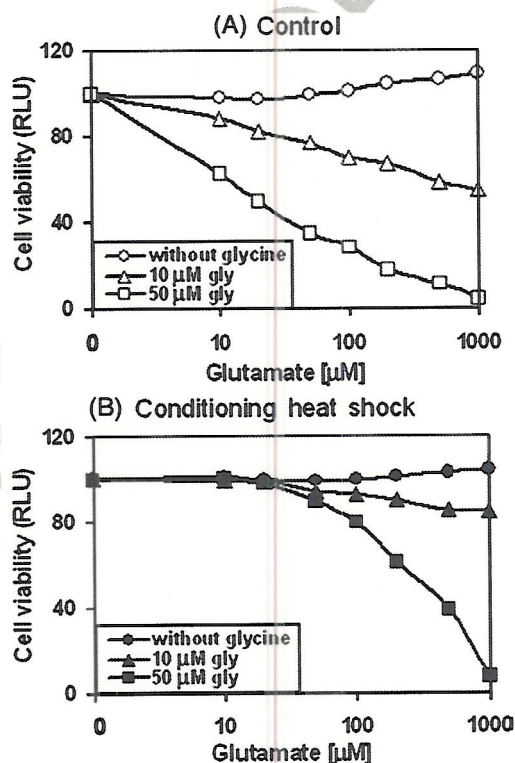 (A) Control
Cell viability (RLU)
120
80
40
0
without glycine
10 µM gly
50 µM gly
0 10 100 1000
Glutamate [µM]
(B) Conditioning heat shock
Cell viability (RLU)
120
80
40
0
without glycine
10 µM gly
50 µM gly
0 10 100 1000
Glutamate [µM]